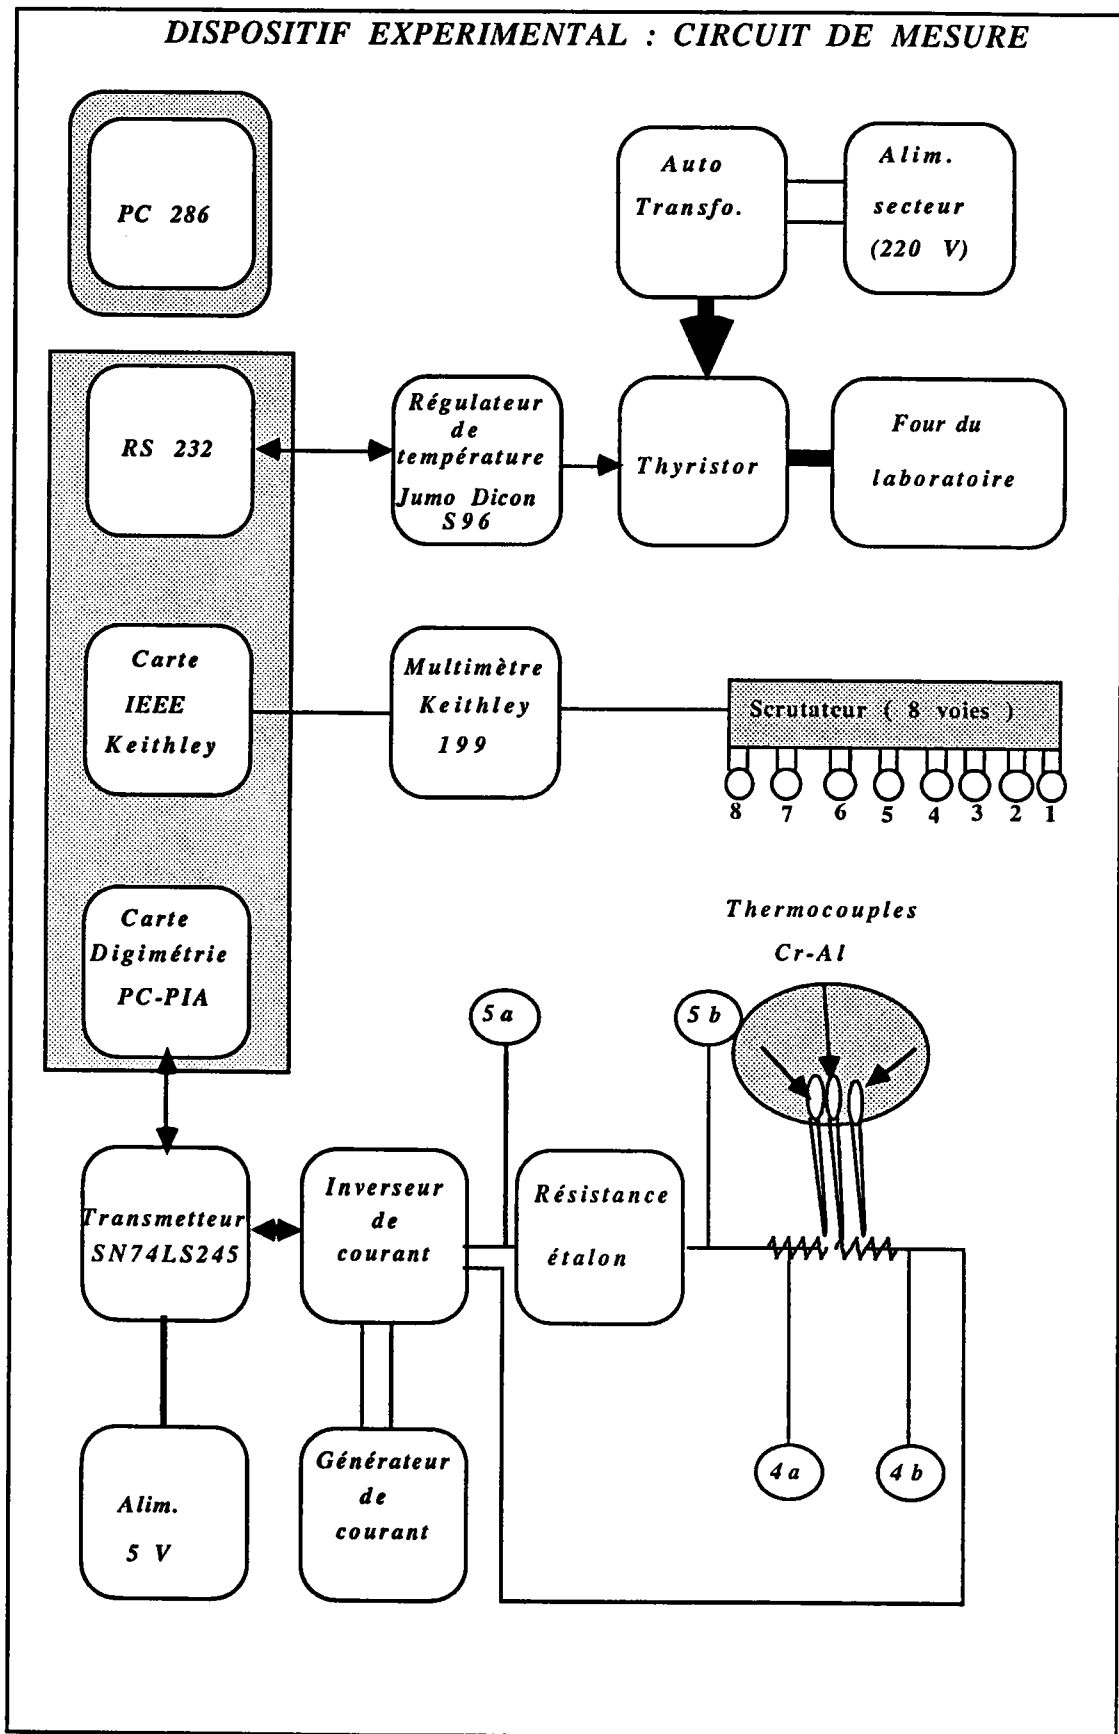 DISPOSITIF EXPERIMENTAL : CIRCUIT DE MESURE
PC 286
Auto
Transfo.
Alim.
secteur
(220 V)
RS 232
Régulateur
de
température
Jumo Dicon
S96
Thyristor
Four du
laboratoire
Carte
IEEE
Keithley
Multimètre
Keithley
199
Scrutateur ( 8 voies )
8 7 6 5 4 3 2 1
Carte
Digimétrie
PC-PIA
Thermocouples
Cr-Al
5a
5b
Transmetteur
SN74LS245
Inverseur
de
courant
Résistance
étalon
4a
4b
Alim.
5 V
Générateur
de
courant